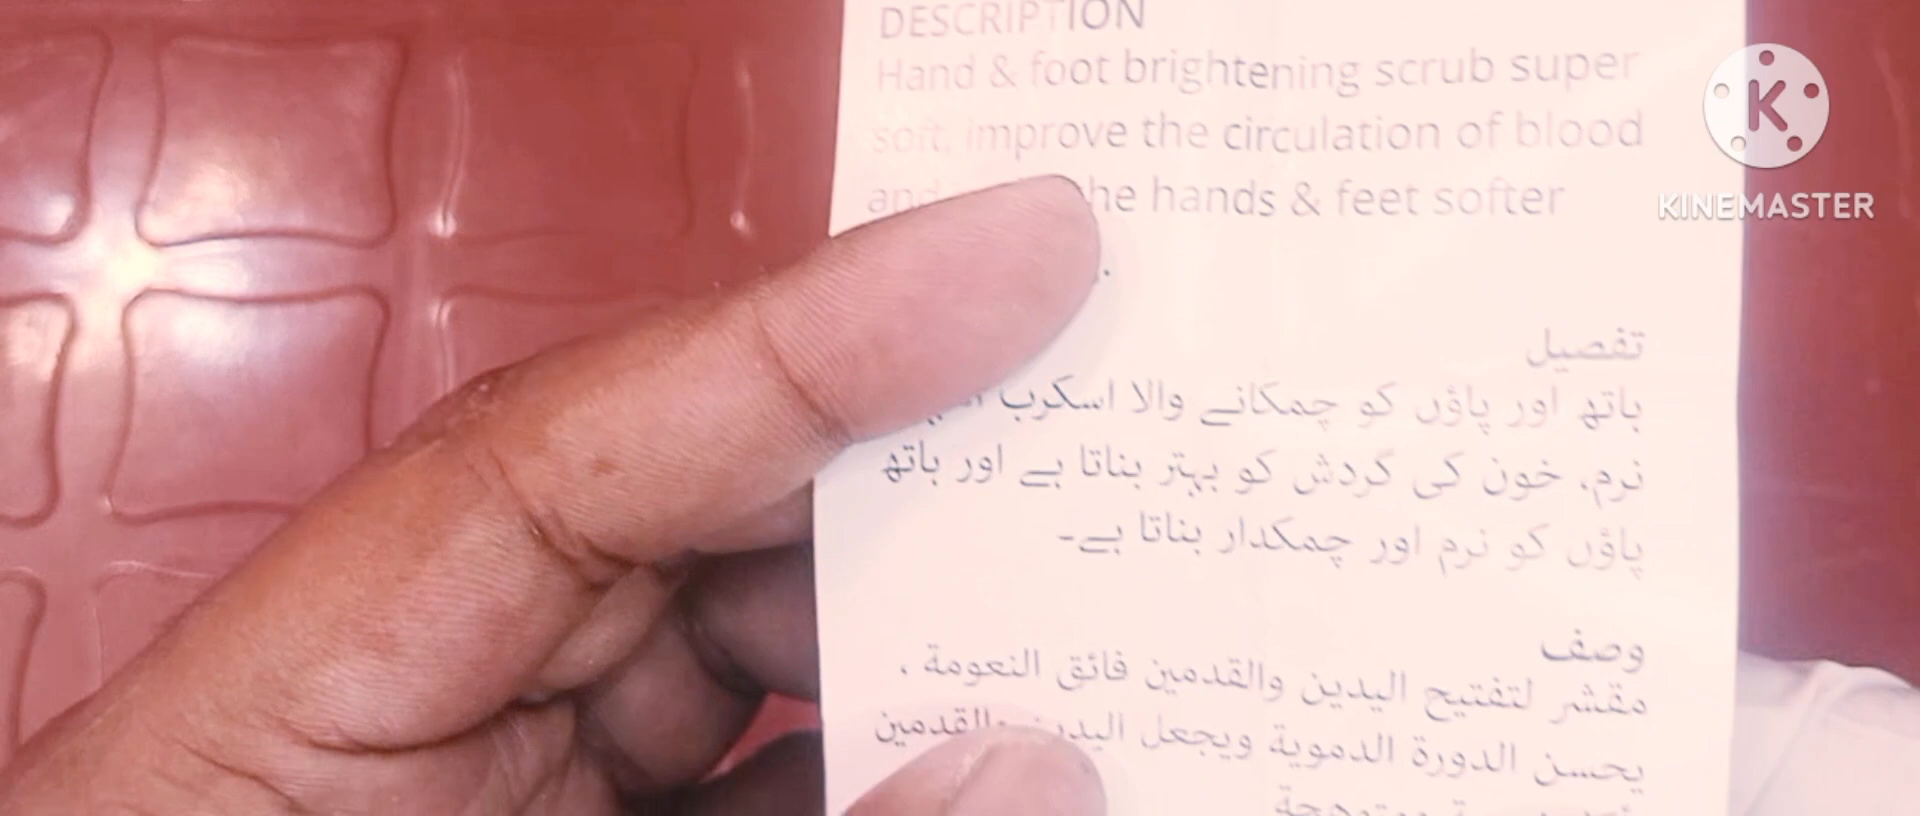 DESCRIPTION
Hand & foot brightening scrub super
soft, improve the circulation of blood
and he hands & feet softer
تفصیل
ہاتھ اور پاؤں کو چمکانے والا اسکرب
نرم، خون کی گردش کو بہتر بناتا ہے اور ہاتھ
پاؤں کو نرم اور چمکدار بناتا ہے۔
وصف
مقشر لتفتيح اليدين والقدمين فائق النعومة ،
يحسن الدورة الدموية ويجعل اليدين والقدمين
K
KINEMASTER